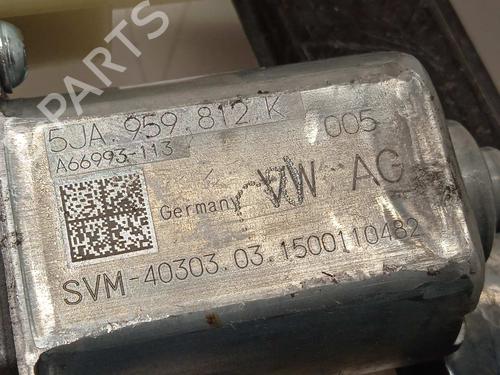 B-PARTS
5JA.959.812.K 005
A66993-113
Germany VW AG
SVM-40303.03.1500110482